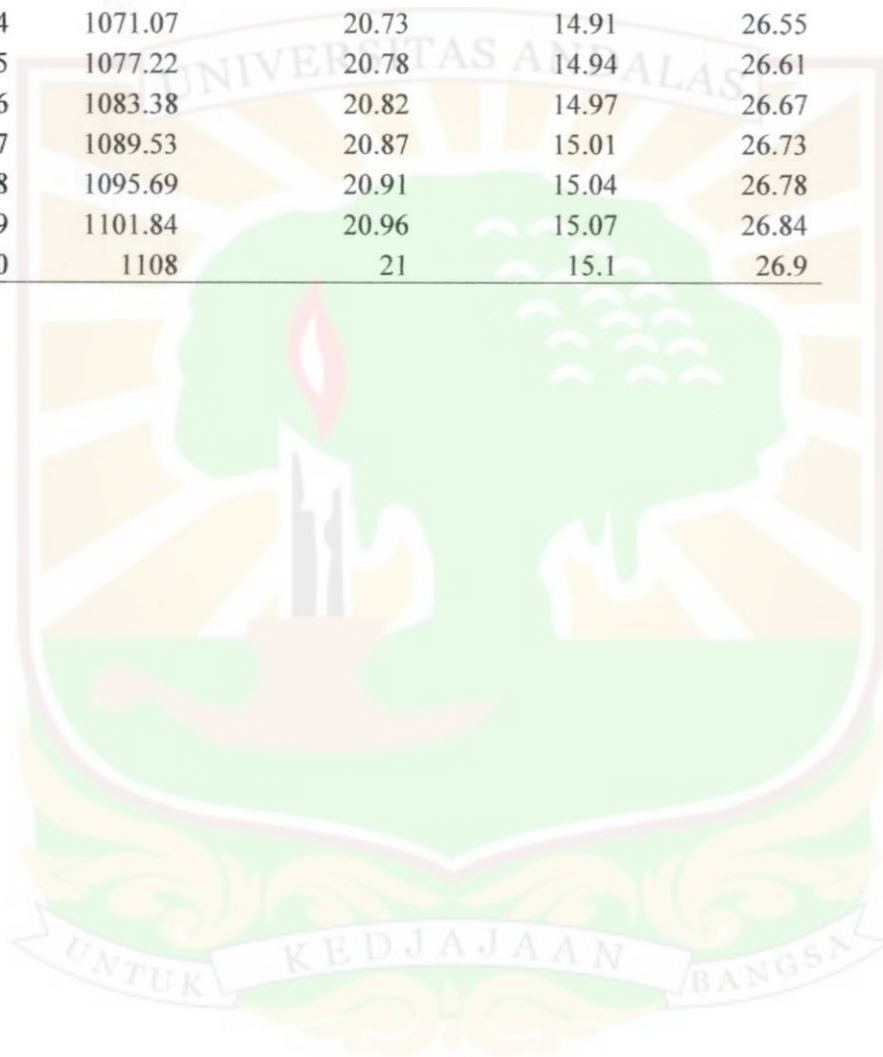 4 1071.07 20.73 14.91 26.55
5 1077.22 20.78 14.94 26.61
6 1083.38 20.82 14.97 26.67
7 1089.53 20.87 15.01 26.73
8 1095.69 20.91 15.04 26.78
9 1101.84 20.96 15.07 26.84
0 1108 21 15.1 26.9
UNIVERSITAS ANDALAS
UNTUK KEDJAJAAN BANGSA